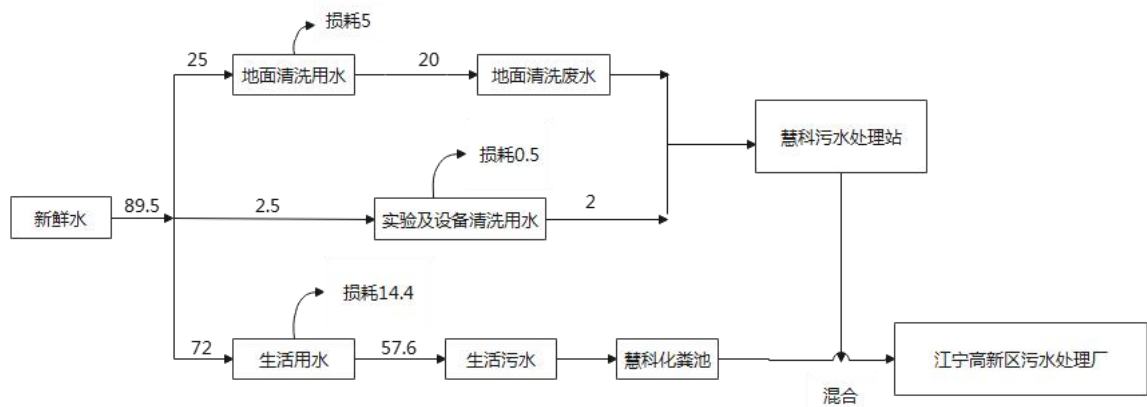 损耗5
25
地面清洗用水
20
地面清洗废水
慧科污水处理站
损耗0.5
新鲜水
89.5
2.5
实验及设备清洗用水
2
损耗14.4
72
生活用水
57.6
生活污水
慧科化粪池
江宁高新区污水处理厂
混合